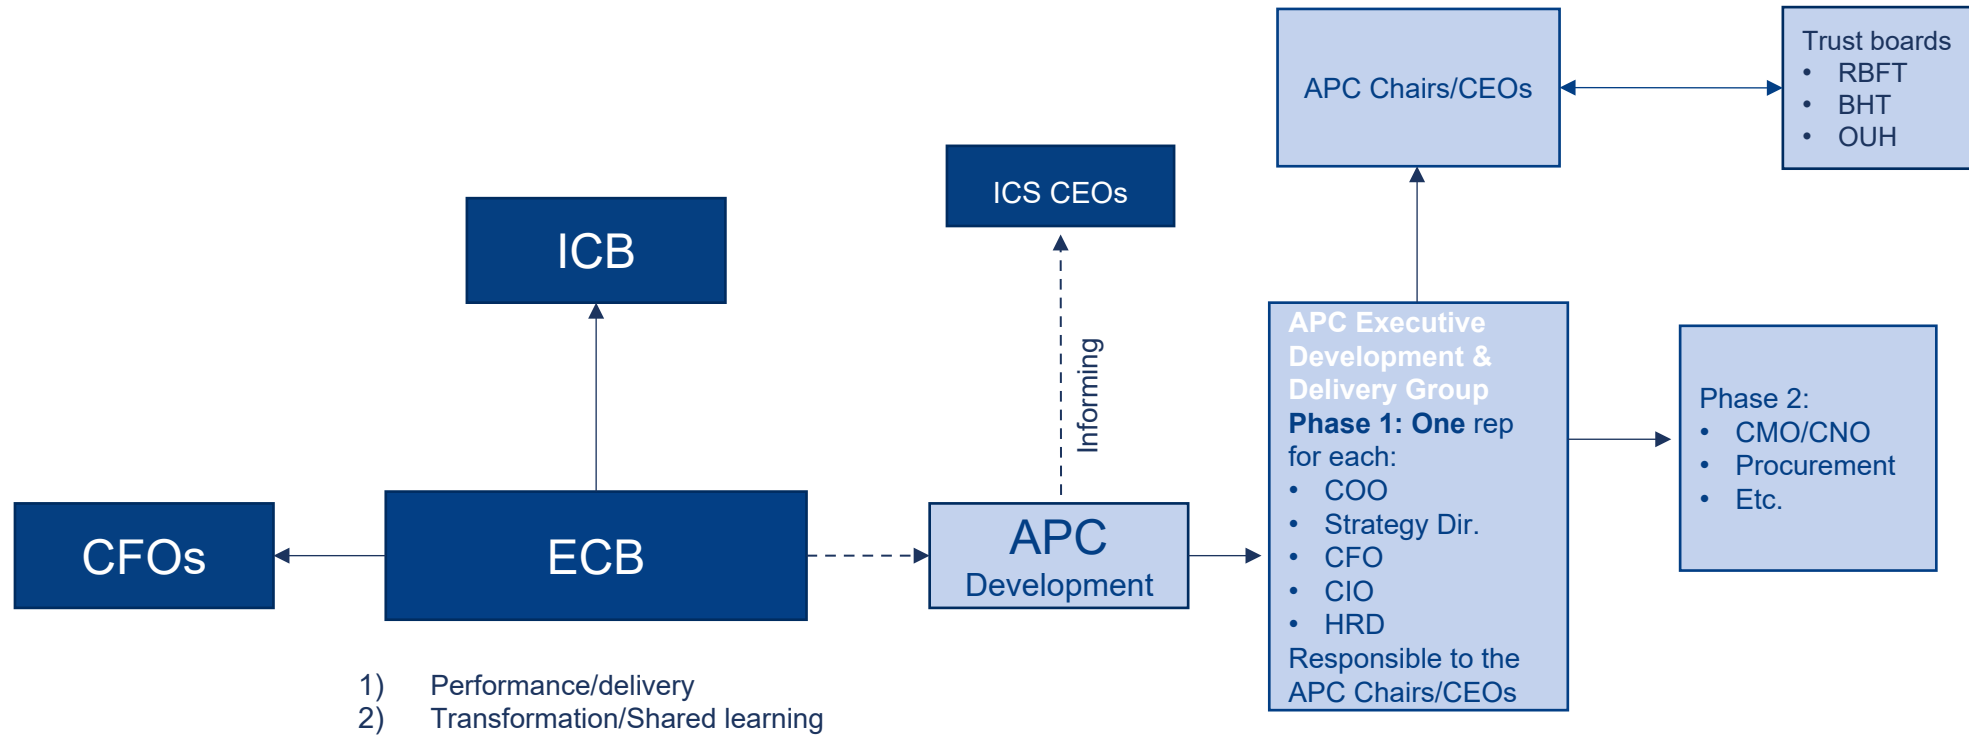 APC Chairs/CEOs
Trust boards
• RBFT
• BHT
• OUH
ICS CEOs
ICB
Informing
APC Executive
Development &
Delivery Group
Phase 1: One rep
for each:
• COO
• Strategy Dir.
• CFO
• CIO
• HRD
Responsible to the
APC Chairs/CEOs
Phase 2:
• CMO/CNO
• Procurement
• Etc.
CFOs
ECB
APC
Development
1) Performance/delivery
2) Transformation/Shared learning